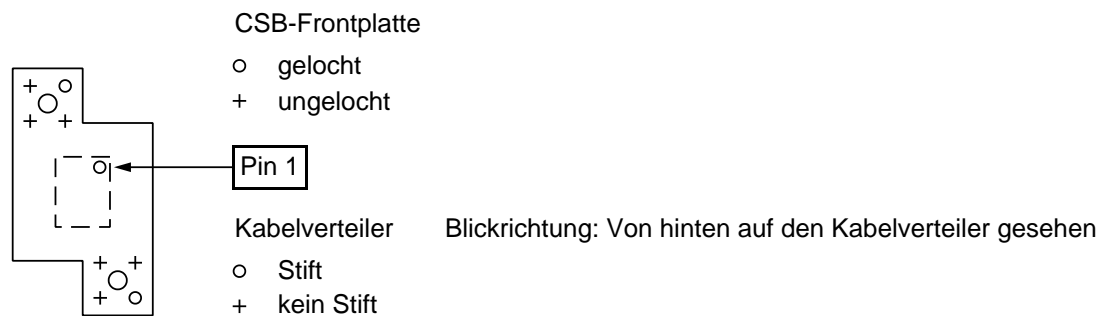 CSB-Frontplatte
gelocht
+ ungelocht
Pin 1
Kabelverteiler Blickrichtung: Von hinten auf den Kabelverteiler gesehen
Stift
+ kein Stift